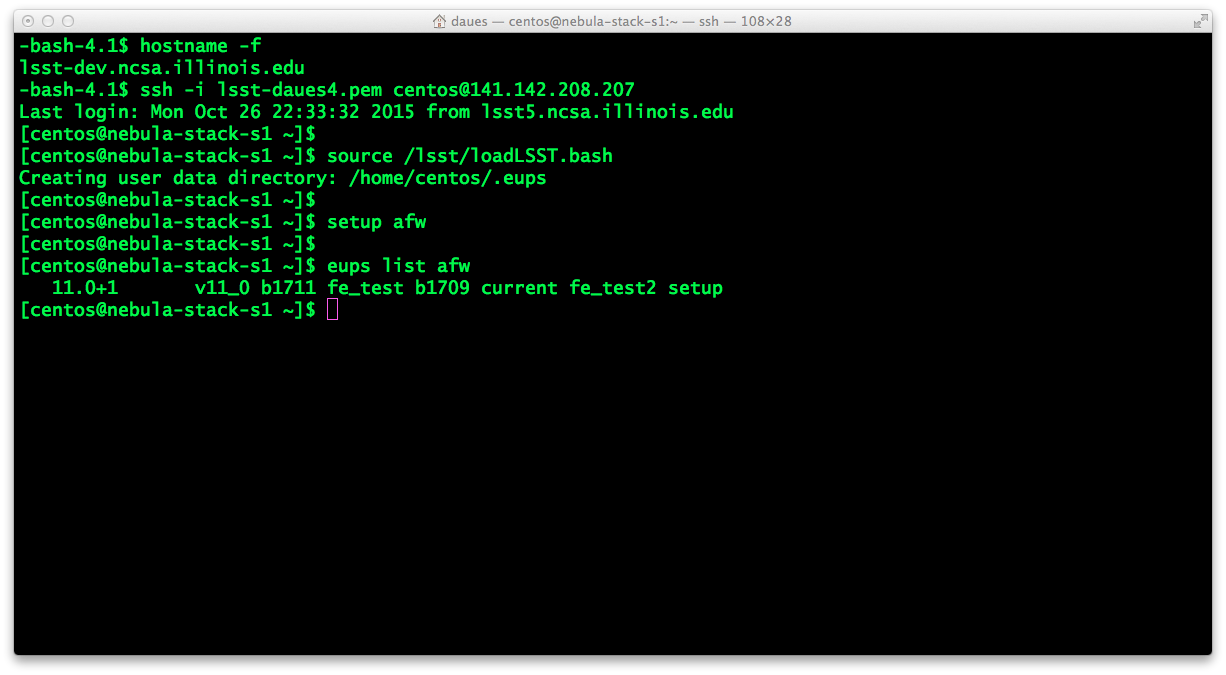 daues — centos@nebula-stack-s1:~ — ssh — 108×28
-bash-4.1$ hostname -f
lsst-dev.ncsa.illinois.edu
-bash-4.1$ ssh -i lsst-daues4.pem centos@141.142.208.207
Last login: Mon Oct 26 22:33:32 2015 from lsst5.ncsa.illinois.edu
[centos@nebula-stack-s1 ~]$
[centos@nebula-stack-s1 ~]$ source /lsst/loadLSST.bash
Creating user data directory: /home/centos/.eups
[centos@nebula-stack-s1 ~]$
[centos@nebula-stack-s1 ~]$ setup afw
[centos@nebula-stack-s1 ~]$
[centos@nebula-stack-s1 ~]$ eups list afw
   11.0+1       v11_0 b1711 fe_test b1709 current fe_test2 setup
[centos@nebula-stack-s1 ~]$